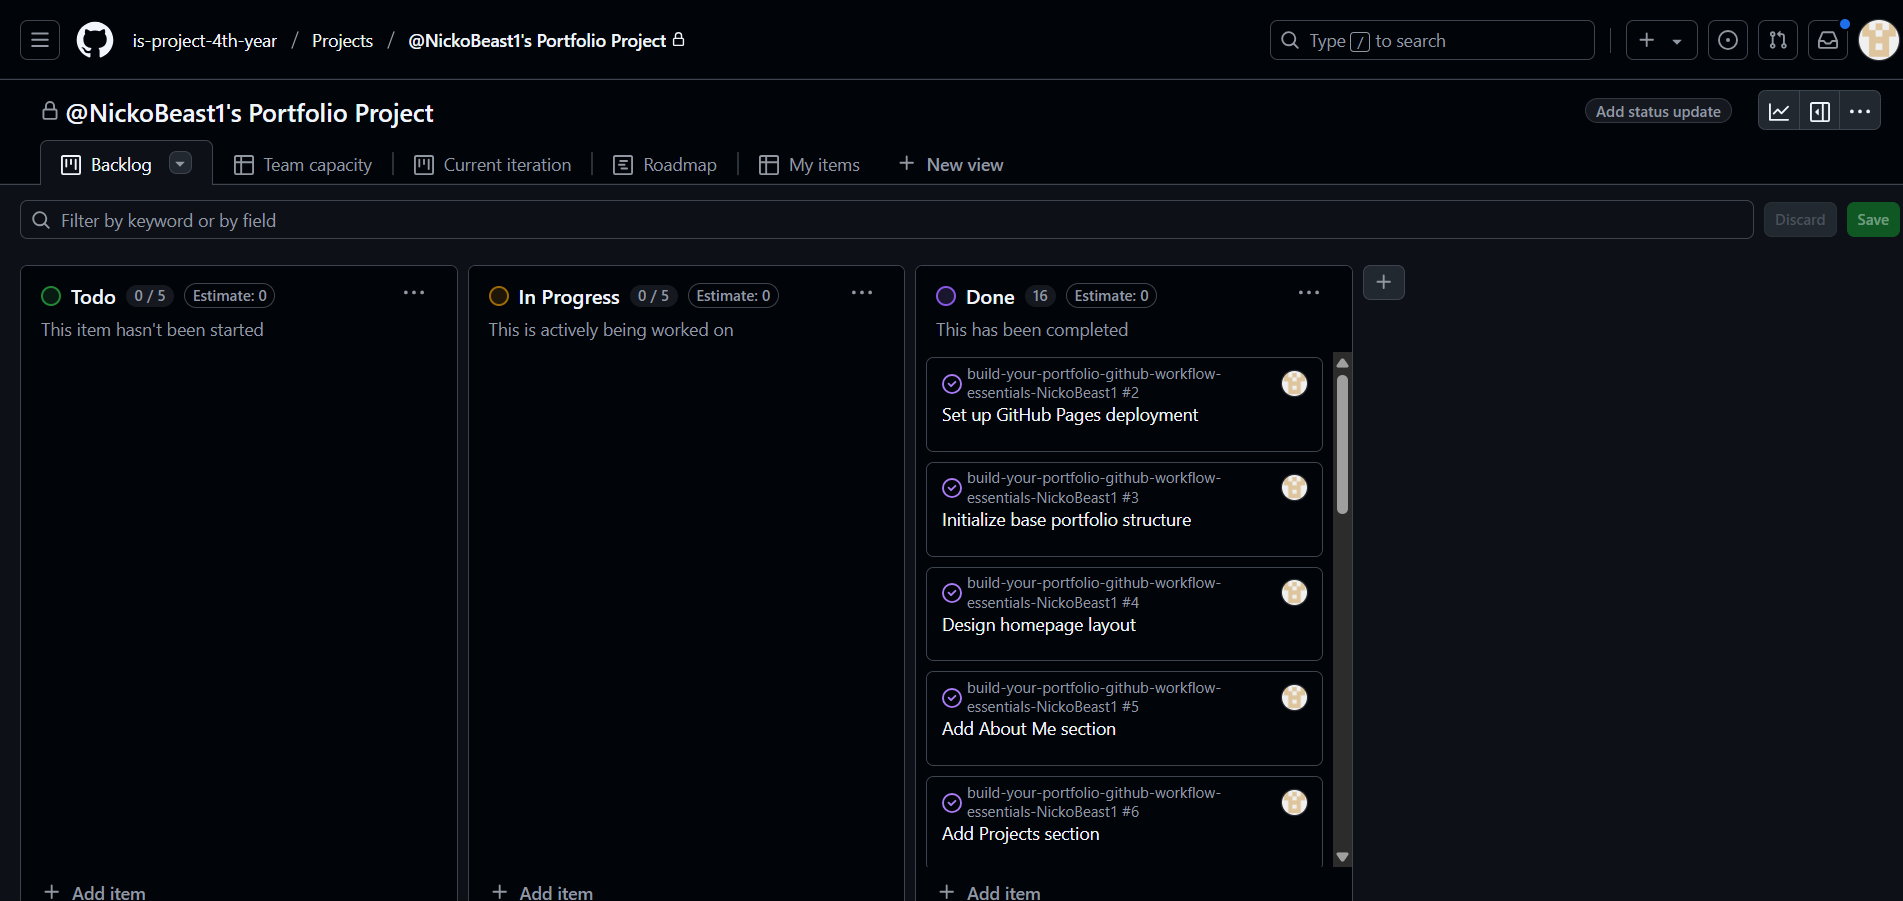 is-project-4th-year / Projects / @NickoBeast1's Portfolio Project
Type / to search
@NickoBeast1's Portfolio Project
Add status update
Backlog
Team capacity
Current iteration
Roadmap
My items
New view
Filter by keyword or by field
Discard
Save
Todo 0 / 5 Estimate: 0
This item hasn't been started
Add item
In Progress 0 / 5 Estimate: 0
This is actively being worked on
Add item
Done 16 Estimate: 0
This has been completed
build-your-portfolio-github-workflow-
essentials-NickoBeast1 #2
Set up GitHub Pages deployment
build-your-portfolio-github-workflow-
essentials-NickoBeast1 #3
Initialize base portfolio structure
build-your-portfolio-github-workflow-
essentials-NickoBeast1 #4
Design homepage layout
build-your-portfolio-github-workflow-
essentials-NickoBeast1 #5
Add About Me section
build-your-portfolio-github-workflow-
essentials-NickoBeast1 #6
Add Projects section
Add item